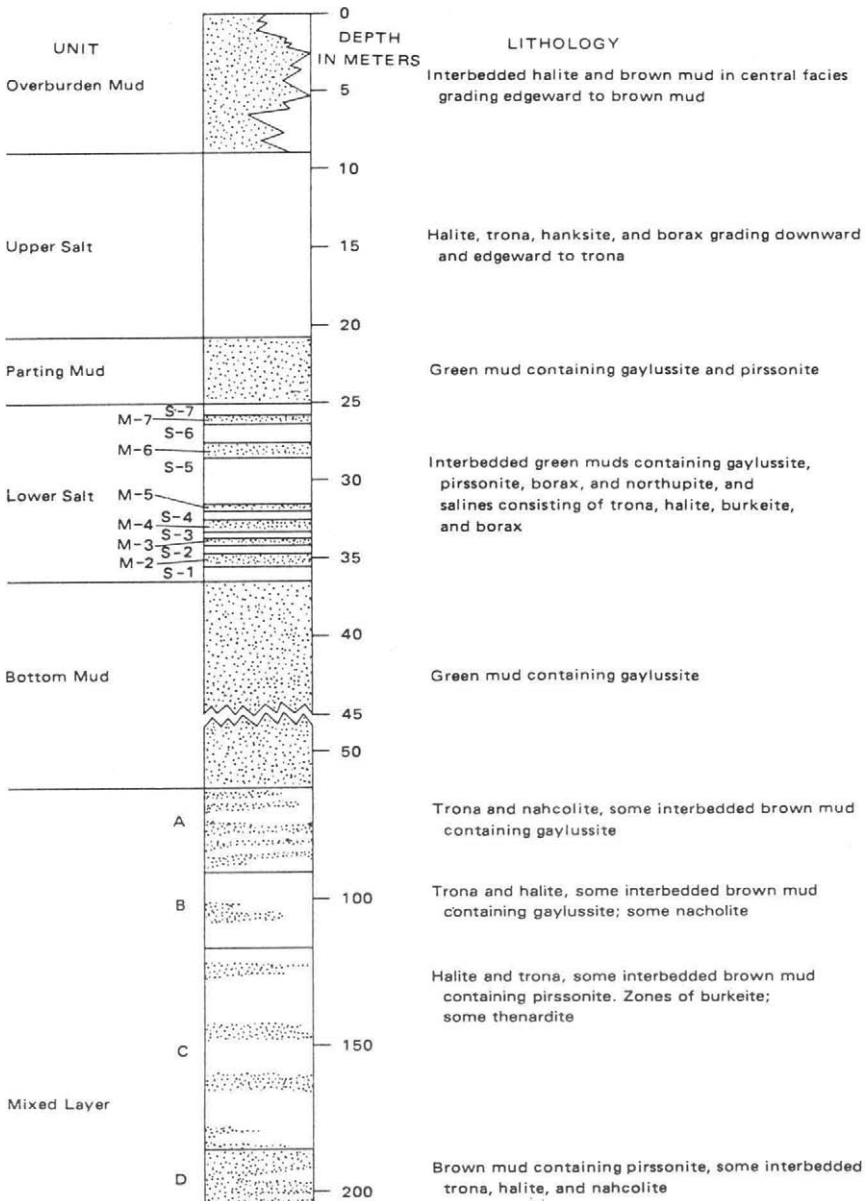 UNIT
DEPTH
IN METERS
LITHOLOGY
0
Overburden Mud
5
Interbedded halite and brown mud in central facies
grading edgeward to brown mud
10
Upper Salt
15
Halite, trona, hanksite, and borax grading downward
and edgeward to trona
20
Parting Mud
Green mud containing gaylussite and pirssonite
25
S-7
M-7
S-6
M-6
S-5
Lower Salt
30
Interbedded green muds containing gaylussite,
pirssonite, borax, and northupite, and
salines consisting of trona, halite, burkeite,
and borax
M-5
S-4
M-4
S-3
M-3
S-2
M-2
S-1
35
40
Bottom Mud
Green mud containing gaylussite
45
50
A
Trona and nahcolite, some interbedded brown mud
containing gaylussite
B
100
Trona and halite, some interbedded brown mud
containing gaylussite; some nacholite
Halite and trona, some interbedded brown mud
containing pirssonite. Zones of burkeite;
some thenardite
C
150
Mixed Layer
D
Brown mud containing pirssonite, some interbedded
trona, halite, and nahcolite
200